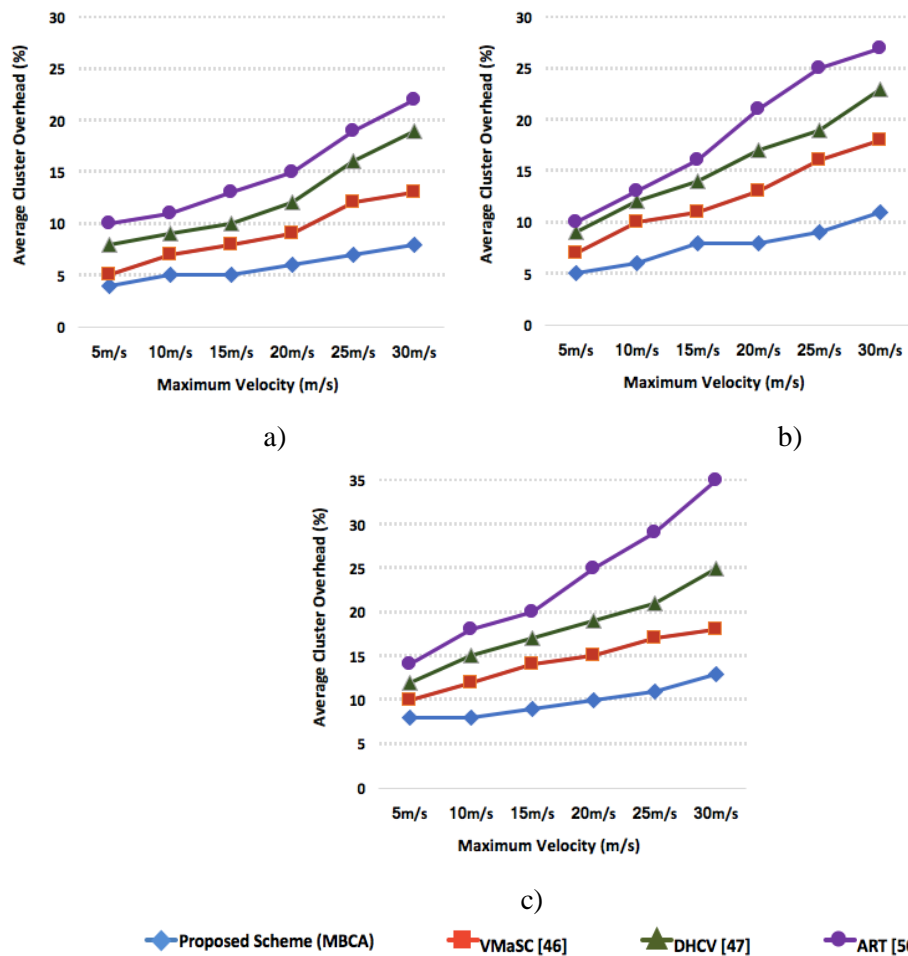 Average Cluster Overhead (%)
30
25
20
15
10
5
0
5m/s 10m/s 15m/s 20m/s 25m/s 30m/s
Maximum Velocity (m/s)
a)
Average Cluster Overhead (%)
30
25
20
15
10
5
0
5m/s 10m/s 15m/s 20m/s 25m/s 30m/s
Maximum Velocity (m/s)
b)
Average Cluster Overhead (%)
35
30
25
20
15
10
5
0
5m/s 10m/s 15m/s 20m/s 25m/s 30m/s
Maximum Velocity (m/s)
c)
Proposed Scheme (MBCA) VMaSC [46] DHCV [47] ART